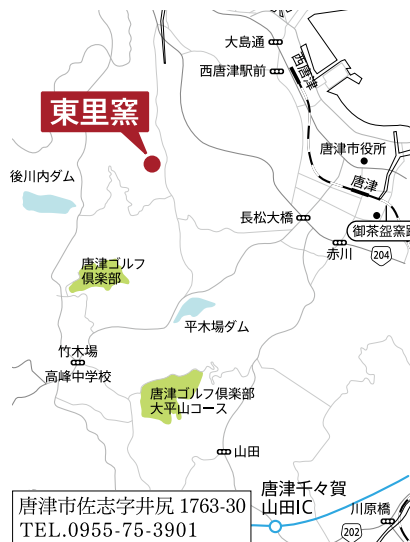 大島通
西唐津
西唐津駅前
東里窯
唐津市役所
後川内ダム
唐津
長松大橋
御茶盌窯跡
赤川
204
唐津ゴルフ
倶楽部
平木場ダム
竹木場
高峰中学校
唐津ゴルフ倶楽部
大平山コース
山田
唐津千々賀
山田IC
唐津市佐志字井尻 1763-30
TEL.0955-75-3901
川原橋
202